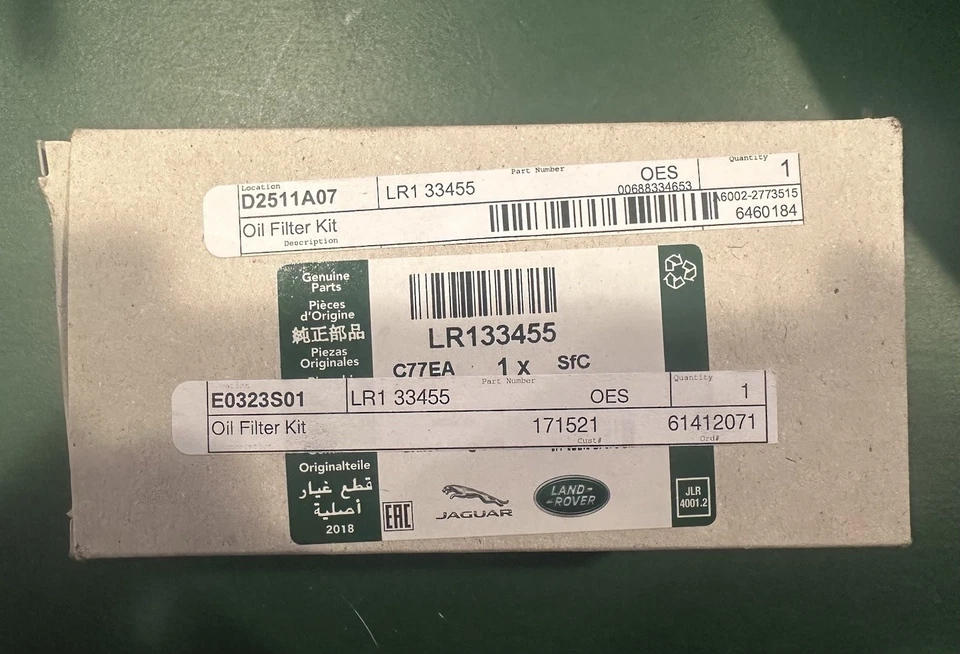 Location
D2511A07
LR1 33455
Part Number
OES
00688334653
Quantity
1
A6002-2773515
6460184
Oil Filter Kit
Description
Genuine
Parts
Pièces
d'Origine
純正部品
Piezas
Originales
LR133455
C77EA 1 x SfC
E0323S01
LR1 33455
Part Number
OES
Quantity
1
Oil Filter Kit
171521
Cust#
61412071
Ord#
Originalteile
قطع غيار
أصلية
2018
EAC
JAGUAR
LAND-
-ROVER
JLR
4001.2